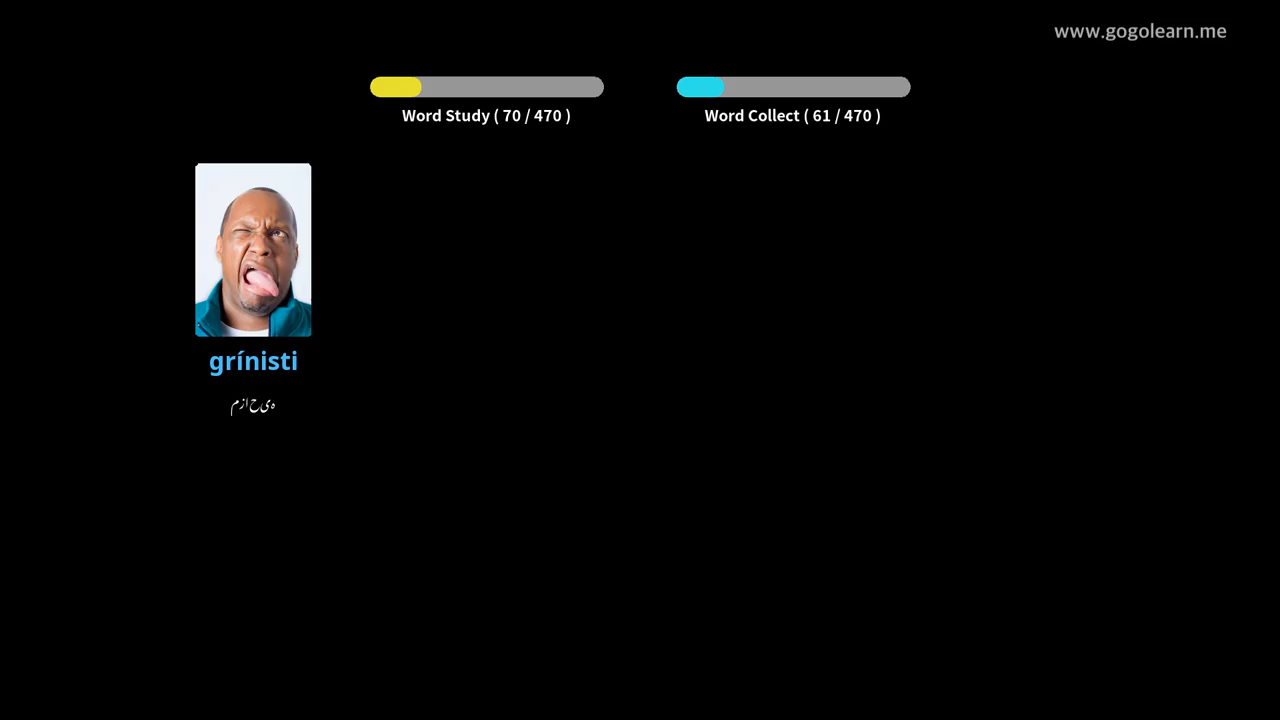 www.gogolearn.me
Word Study ( 70 / 470 )
Word Collect ( 61 / 470 )
grínisti
مزاحیہ